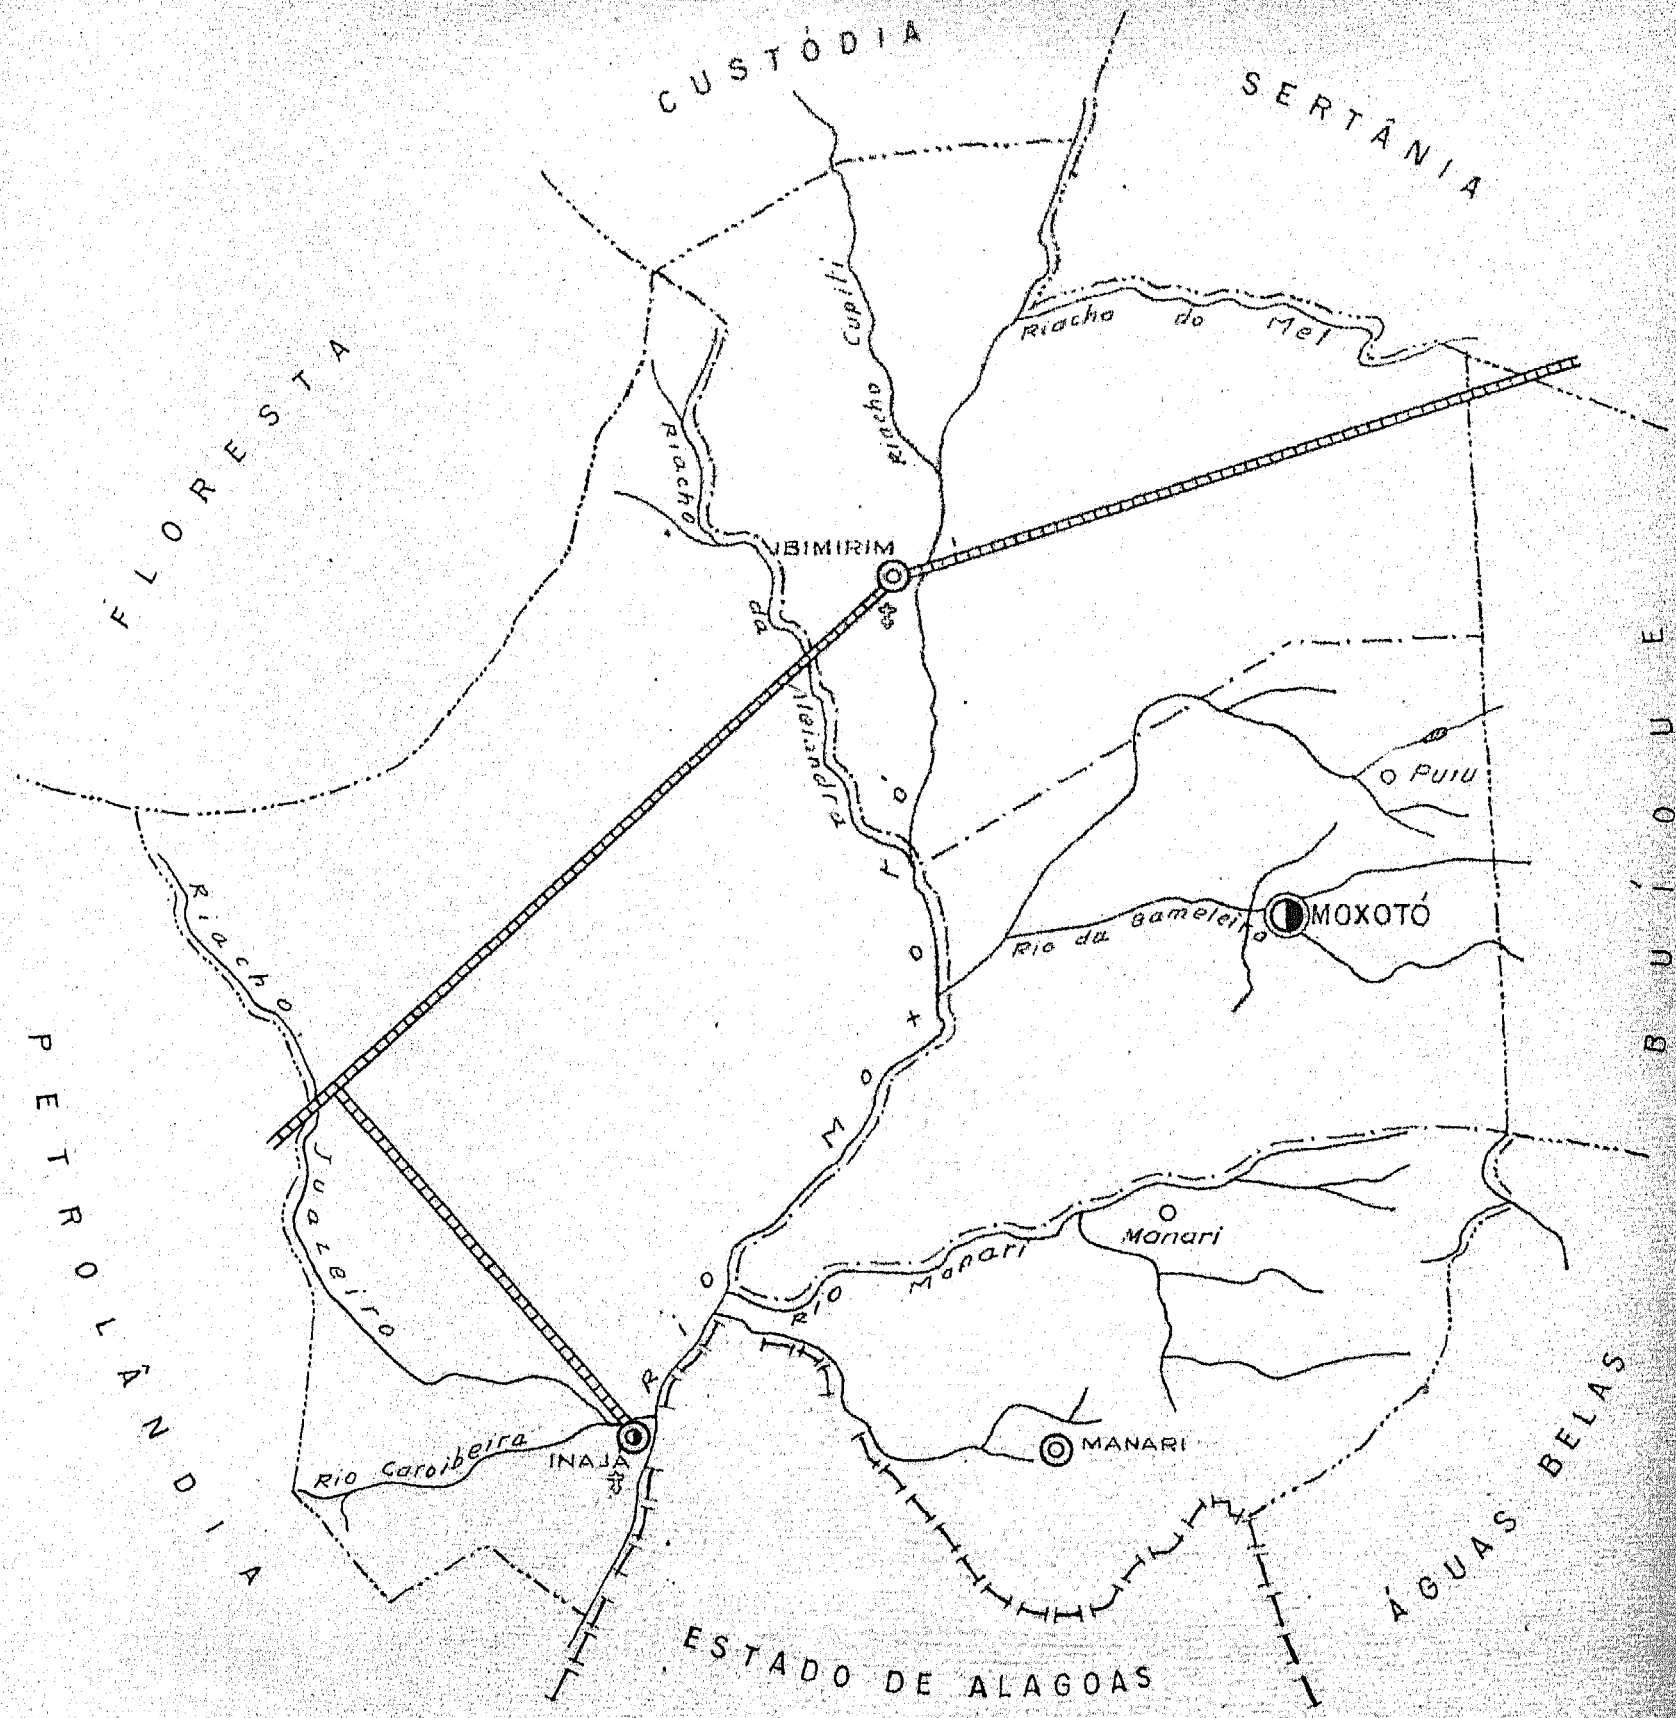 CUSTÓDIA
SERTÂNIA
FLORESTA
Riacho Cupiti
Riacho do Mel
IBIMIRIM
Riacho da
BUÍQUE
Puiu
MOXOTÓ
Rio da Gameleira
RIO MOXOTÓ
Riacho Juazeiro
PETROLÂNDIA
Manari
Rio Manari
MANARI
INAJÁ
Rio Caroibeira
ÁGUAS BELAS
ESTADO DE ALAGOAS